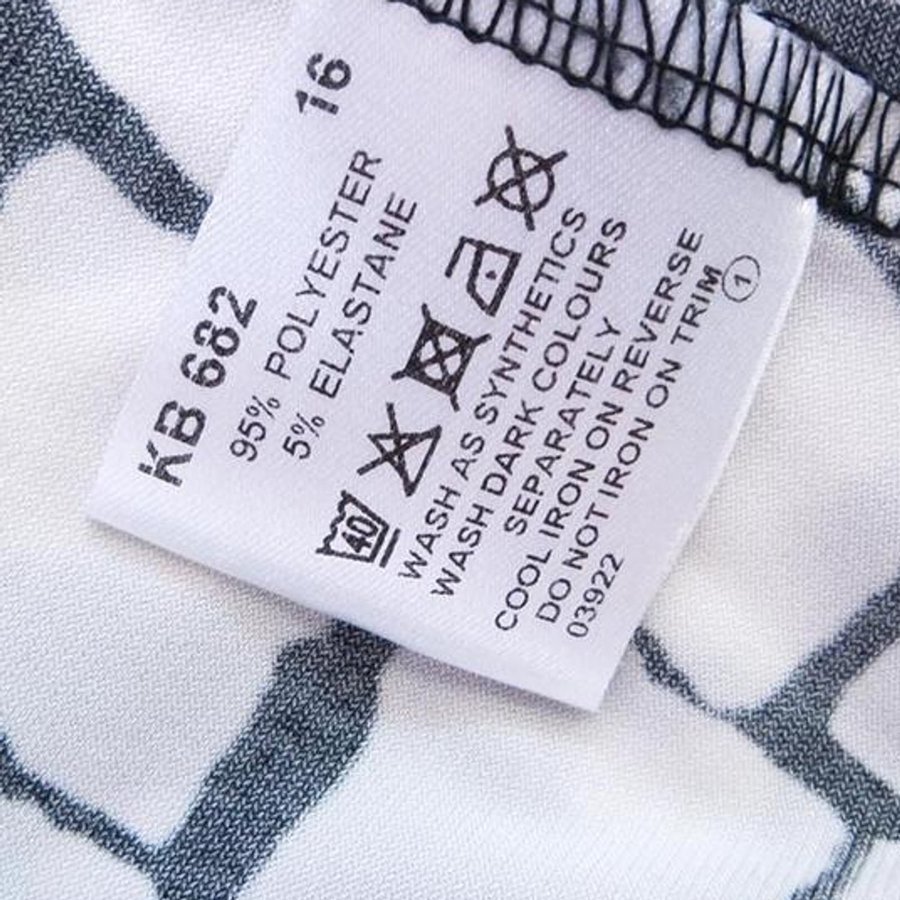 KB 682 16
95% POLYESTER
5% ELASTANE
40
WASH AS SYNTHETICS
WASH DARK COLOURS
SEPARATELY
COOL IRON ON REVERSE
DO NOT IRON ON TRIM
03922 1